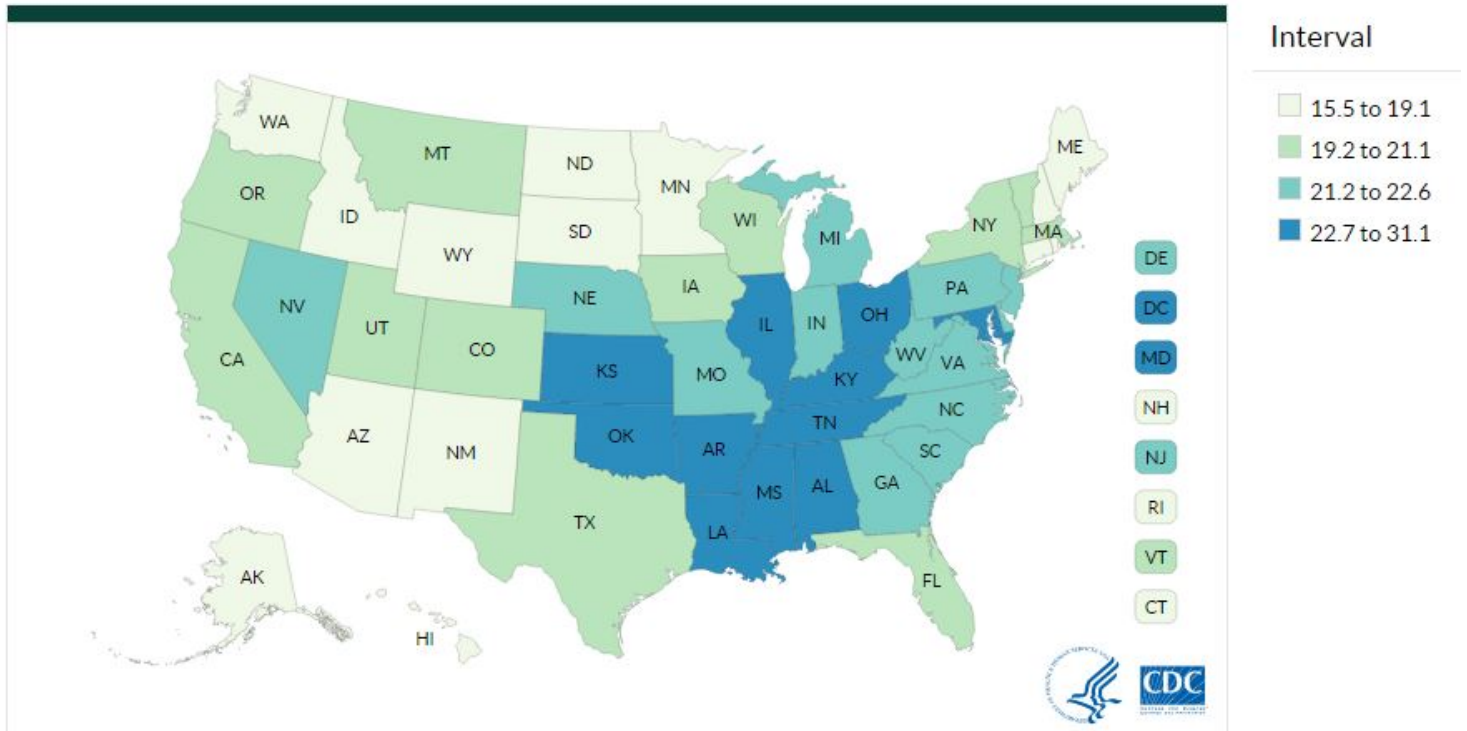 Interval
15.5 to 19.1
19.2 to 21.1
21.2 to 22.6
22.7 to 31.1
WA
MT
ND
MN
ME
OR
ID
SD
WI
NY
MA
WY
MI
NV
NE
IA
PA
UT
CO
IL
IN
OH
CA
KS
MO
WV
VA
KY
NC
AZ
NM
OK
AR
TN
SC
TX
MS
AL
GA
LA
FL
AK
HI
DE
DC
MD
NH
NJ
RI
VT
CT
CDC